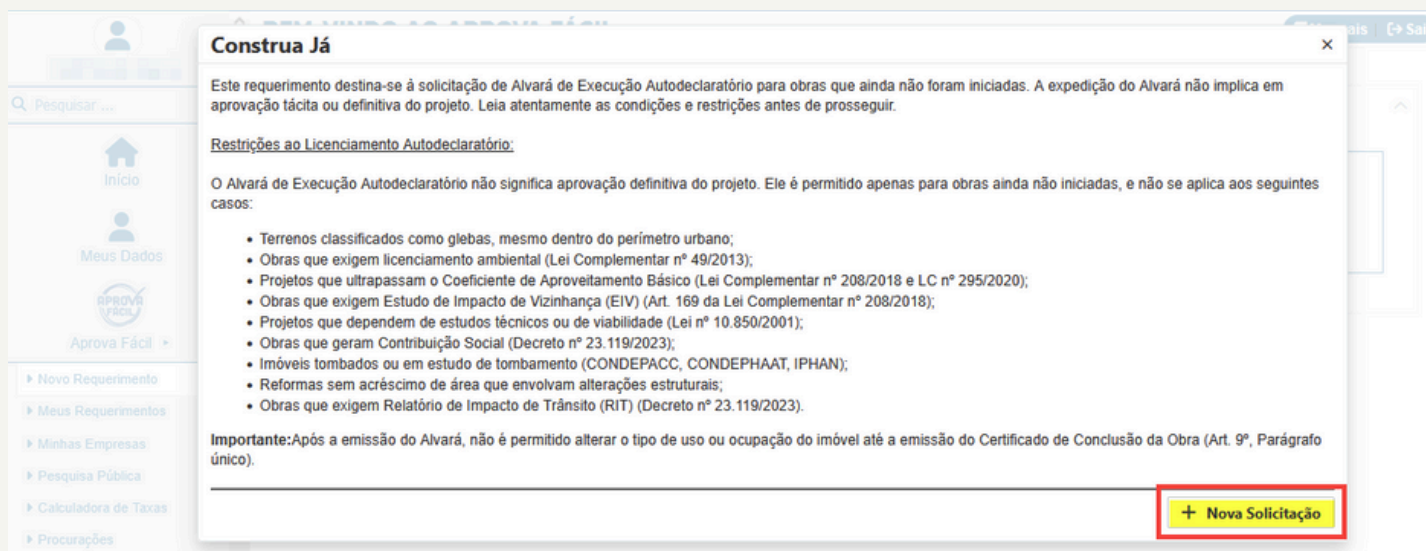 Construa Já
×
Este requerimento destina-se à solicitação de Alvará de Execução Autodeclaratório para obras que ainda não foram iniciadas. A expedição do Alvará não implica em
aprovação tácita ou definitiva do projeto. Leia atentamente as condições e restrições antes de prosseguir.
Restrições ao Licenciamento Autodeclaratório:
O Alvará de Execução Autodeclaratório não significa aprovação definitiva do projeto. Ele é permitido apenas para obras ainda não iniciadas, e não se aplica aos seguintes
casos:
• Terrenos classificados como glebas, mesmo dentro do perímetro urbano;
• Obras que exigem licenciamento ambiental (Lei Complementar nº 49/2013);
• Projetos que ultrapassam o Coeficiente de Aproveitamento Básico (Lei Complementar nº 208/2018 e LC nº 295/2020);
• Obras que exigem Estudo de Impacto de Vizinhança (EIV) (Art. 169 da Lei Complementar nº 208/2018);
• Projetos que dependem de estudos técnicos ou de viabilidade (Lei nº 10.850/2001);
• Obras que geram Contribuição Social (Decreto nº 23.119/2023);
• Imóveis tombados ou em estudo de tombamento (CONDEPACC, CONDEPHAAT, IPHAN);
• Reformas sem acréscimo de área que envolvam alterações estruturais;
• Obras que exigem Relatório de Impacto de Trânsito (RIT) (Decreto nº 23.119/2023).
Importante:Após a emissão do Alvará, não é permitido alterar o tipo de uso ou ocupação do imóvel até a emissão do Certificado de Conclusão da Obra (Art. 9º, Parágrafo
único).
+ Nova Solicitação
Pesquisar ...
Início
Meus Dados
APROVA
FÁCIL
Aprova Fácil
Novo Requerimento
Meus Requerimentos
Minhas Empresas
Pesquisa Pública
Calculadora de Taxas
Procurações